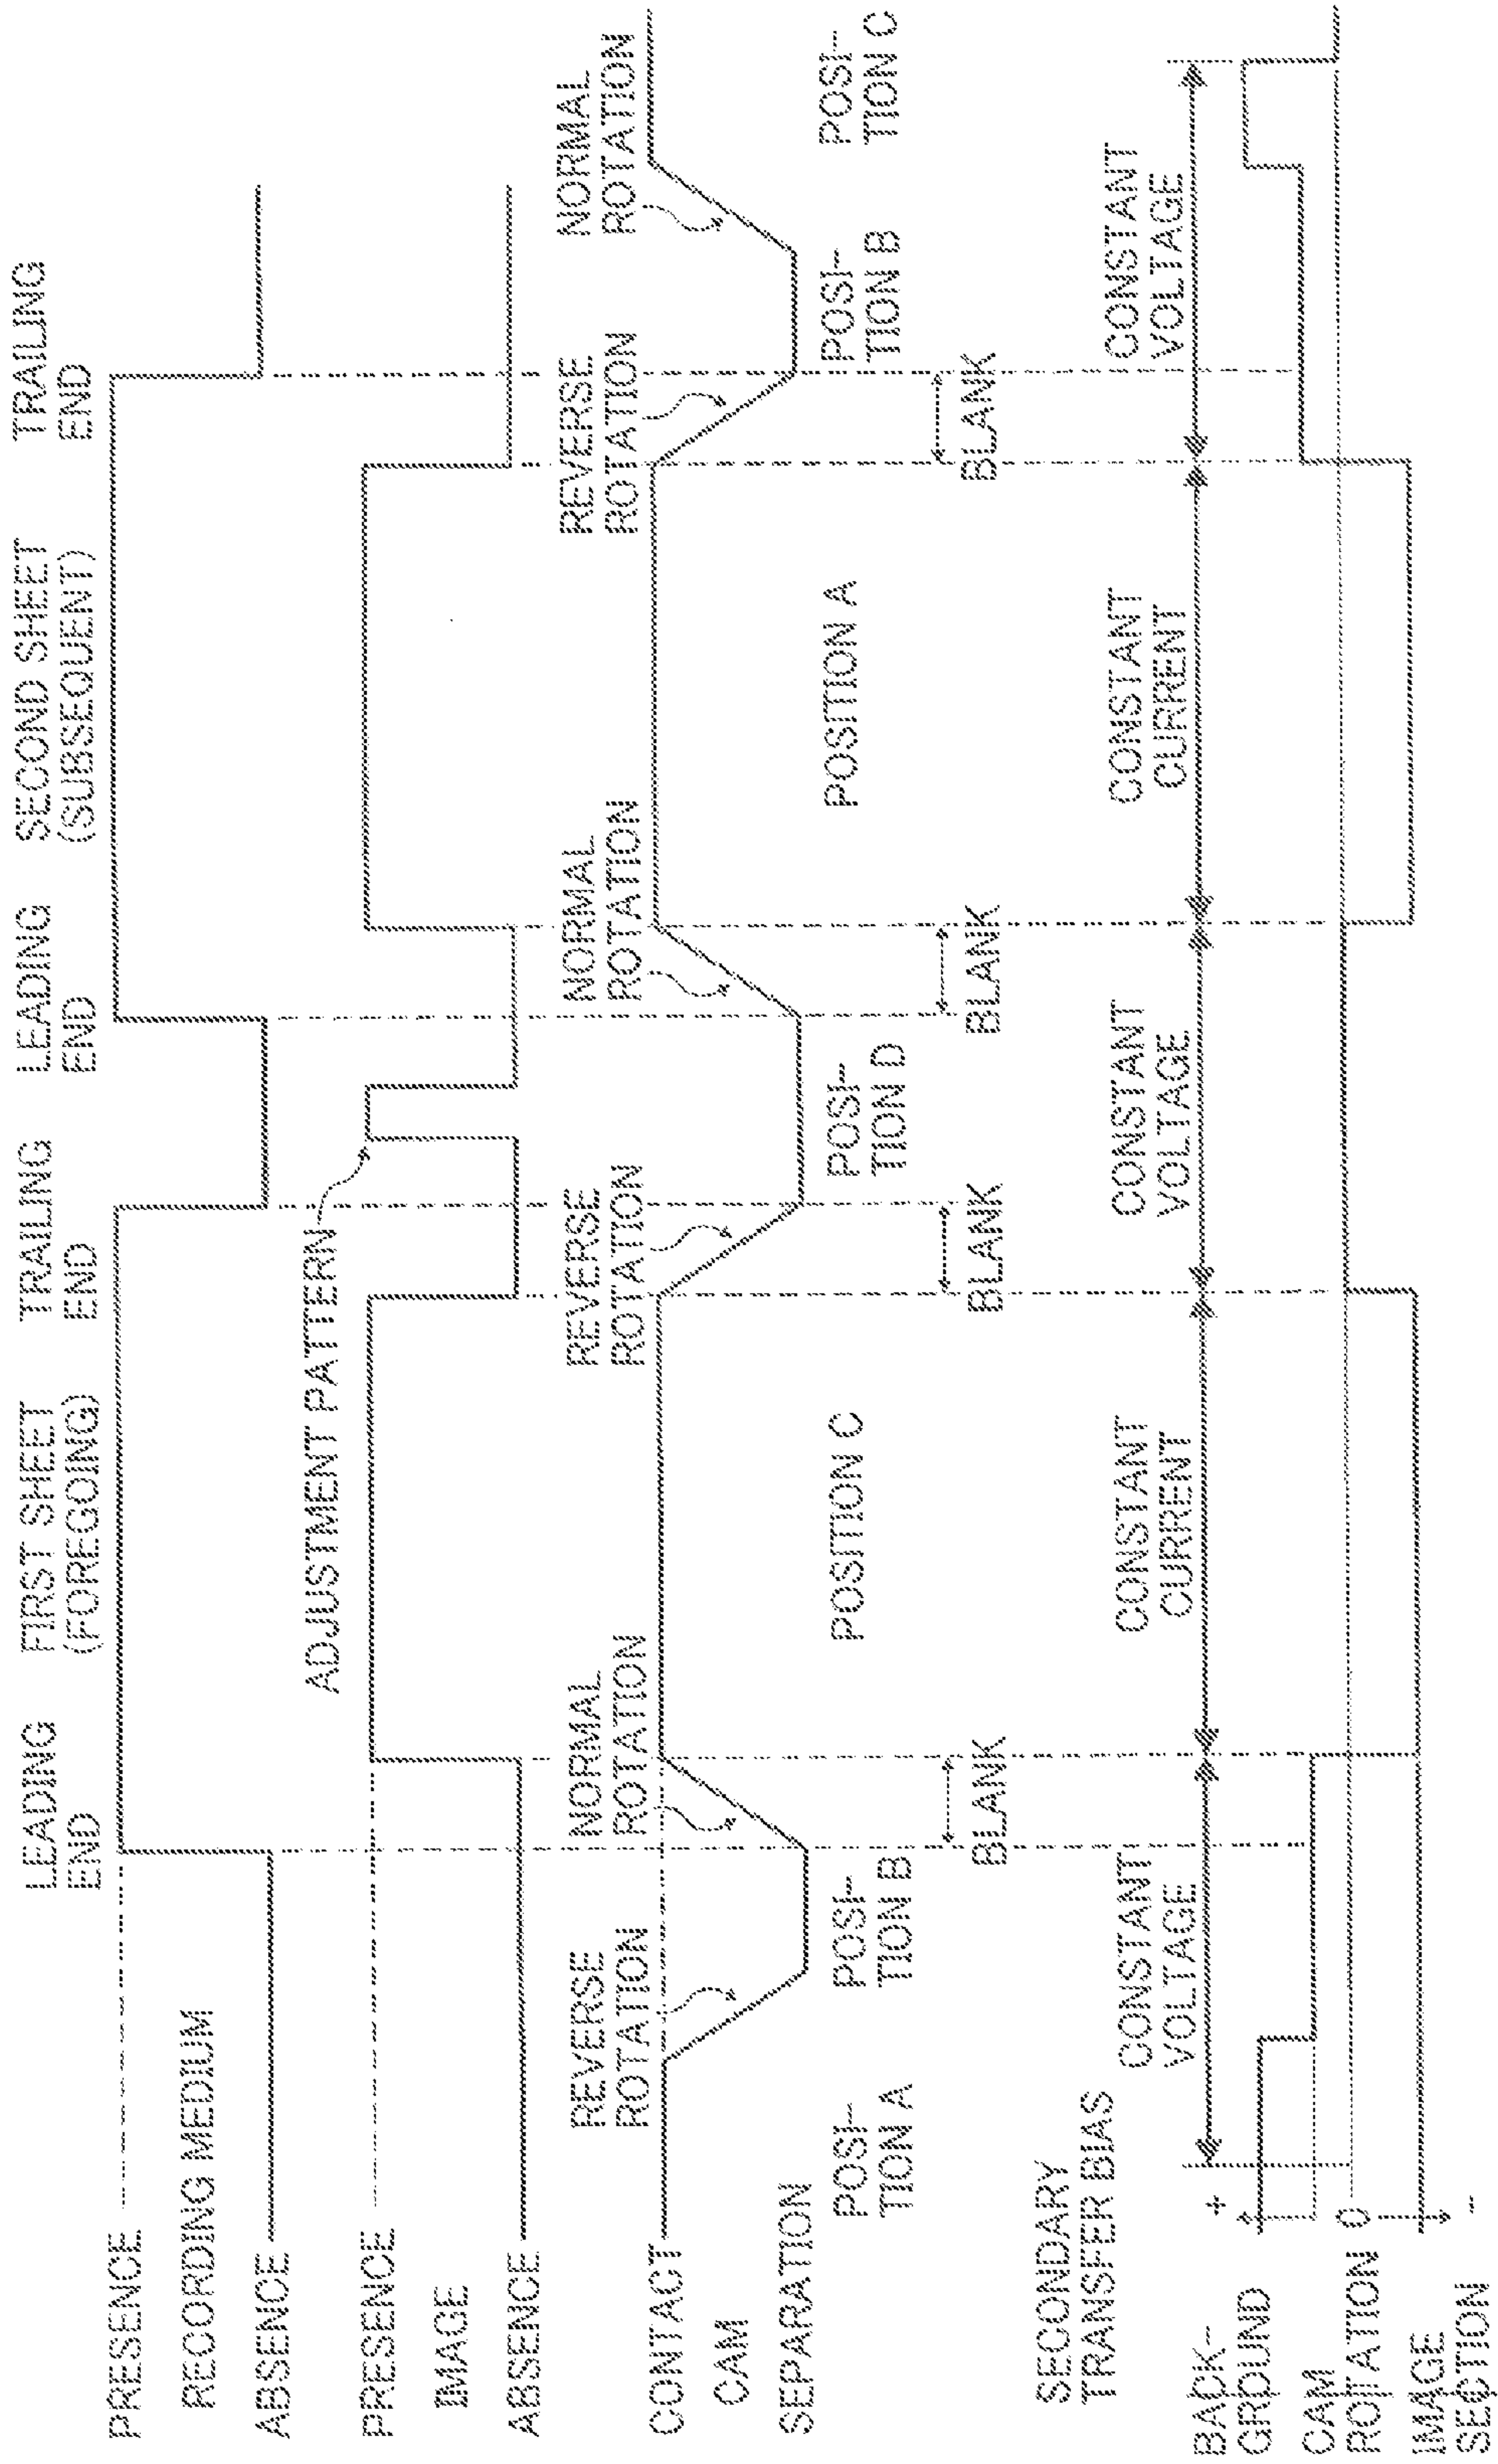 LEADING
END
FIRST SHEET
(FOREGOING)
TRAILING
END
LEADING
END
SECOND SHEET
(SUBSEQUENT)
TRAILING
END
PRESENCE
RECORDING MEDIUM
ABSENCE
ADJUSTMENT PATTERN
PRESENCE
IMAGE
ABSENCE
REVERSE
ROTATION
NORMAL
ROTATION
REVERSE
ROTATION
NORMAL
ROTATION
REVERSE
ROTATION
NORMAL
ROTATION
CONTACT
CAM
SEPARATION
POSI-
TION A
POSI-
TION B
POSITION C
POSI-
TION D
POSITION A
POSI-
TION B
POSI-
TION C
BLANK
BLANK
BLANK
BLANK
SECONDARY
TRANSFER BIAS
CONSTANT
VOLTAGE
CONSTANT
CURRENT
CONSTANT
VOLTAGE
CONSTANT
CURRENT
CONSTANT
VOLTAGE
BACK-
GROUND
+
CAM
ROTATION 0
IMAGE
SECTION
-